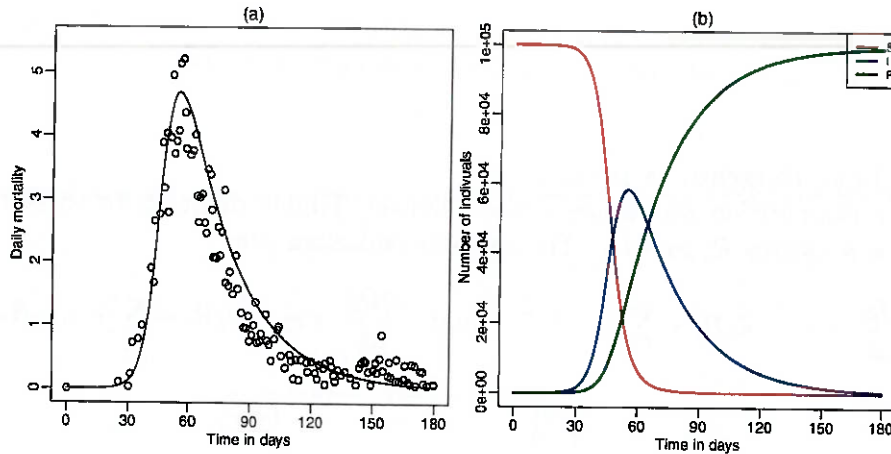 (a)
Daily mortality
5
4
3
2
1
0
0 30 60 90 120 150 180
Time in days
(b)
Number of Indivuals
1e+05
8e+04
6e+04
4e+04
2e+04
0e+00
0 30 60 90 120 150 180
Time in days
S
I
R